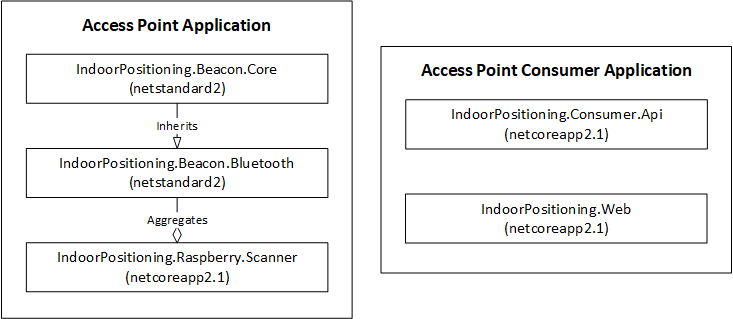 Access Point Application
IndoorPositioning.Beacon.Core
(netstandard2)
Inherits
IndoorPositioning.Beacon.Bluetooth
(netstandard2)
Aggregates
IndoorPositioning.Raspberry.Scanner
(netcoreapp2.1)
Access Point Consumer Application
IndoorPositioning.Consumer.Api
(netcoreapp2.1)
IndoorPositioning.Web
(netcoreapp2.1)